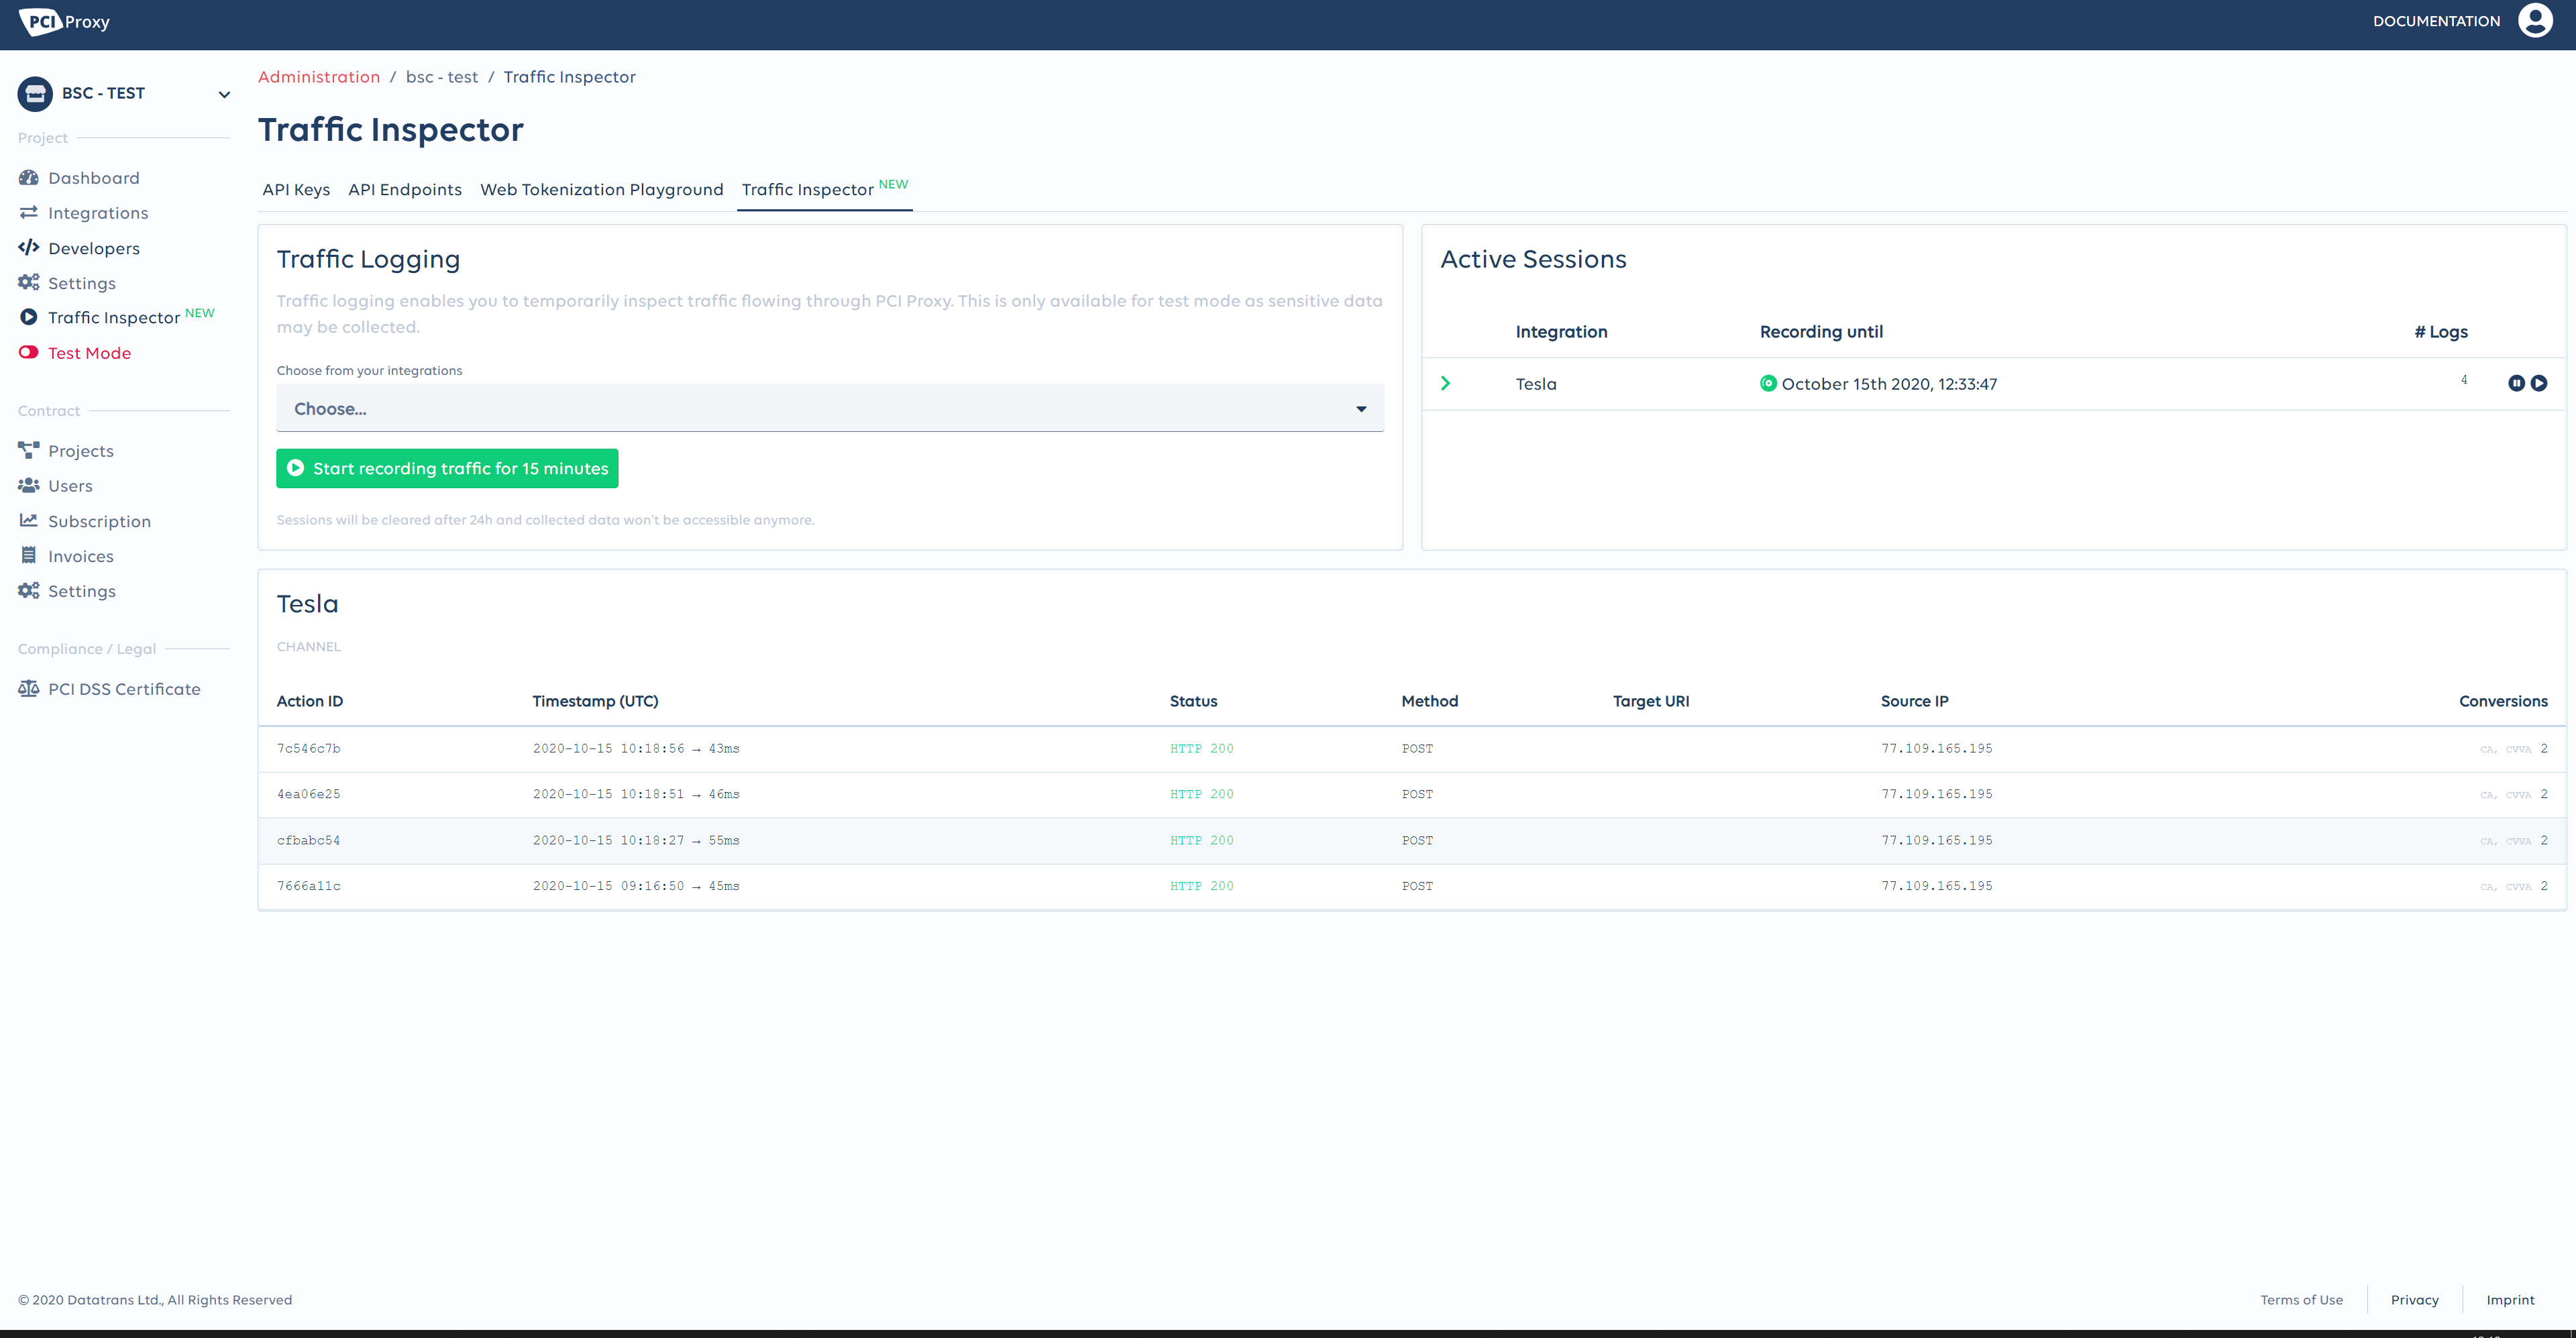 PCI Proxy
DOCUMENTATION
BSC - TEST
Project
Dashboard
Integrations
Developers
Settings
Traffic Inspector NEW
Test Mode
Contract
Projects
Users
Subscription
Invoices
Settings
Compliance / Legal
PCI DSS Certificate
Administration / bsc - test / Traffic Inspector
Traffic Inspector
API Keys API Endpoints Web Tokenization Playground Traffic Inspector NEW
Traffic Logging
Traffic logging enables you to temporarily inspect traffic flowing through PCI Proxy. This is only available for test mode as sensitive data
may be collected.
Choose from your integrations
Choose...
Start recording traffic for 15 minutes
Sessions will be cleared after 24h and collected data won't be accessible anymore.
Active Sessions
Integration Recording until # Logs
Tesla October 15th 2020, 12:33:47 4
Tesla
CHANNEL
Action ID Timestamp (UTC) Status Method Target URI Source IP Conversions
7c546c7b 2020-10-15 10:18:56 → 43ms HTTP 200 POST 77.109.165.195 CA, CVVA 2
4ea06e25 2020-10-15 10:18:51 → 46ms HTTP 200 POST 77.109.165.195 CA, CVVA 2
cfbabc54 2020-10-15 10:18:27 → 55ms HTTP 200 POST 77.109.165.195 CA, CVVA 2
7666a11c 2020-10-15 09:16:50 → 45ms HTTP 200 POST 77.109.165.195 CA, CVVA 2
© 2020 Datatrans Ltd., All Rights Reserved
Terms of Use Privacy Imprint